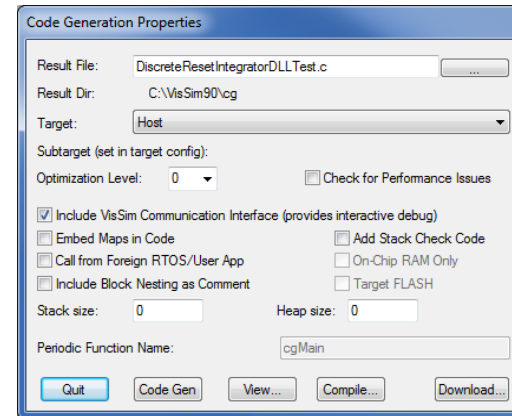 Code Generation Properties
Result File: DiscreteResetIntegratorDLLTest.c ...
Result Dir: C:\VisSim90\cg
Target: Host
Subtarget (set in target config):
Optimization Level: 0 Check for Performance Issues
Include VisSim Communication Interface (provides interactive debug)
Embed Maps in Code Add Stack Check Code
Call from Foreign RTOS/User App On-Chip RAM Only
Include Block Nesting as Comment Target FLASH
Stack size: 0 Heap size: 0
Periodic Function Name: cgMain
Quit Code Gen View... Compile... Download...